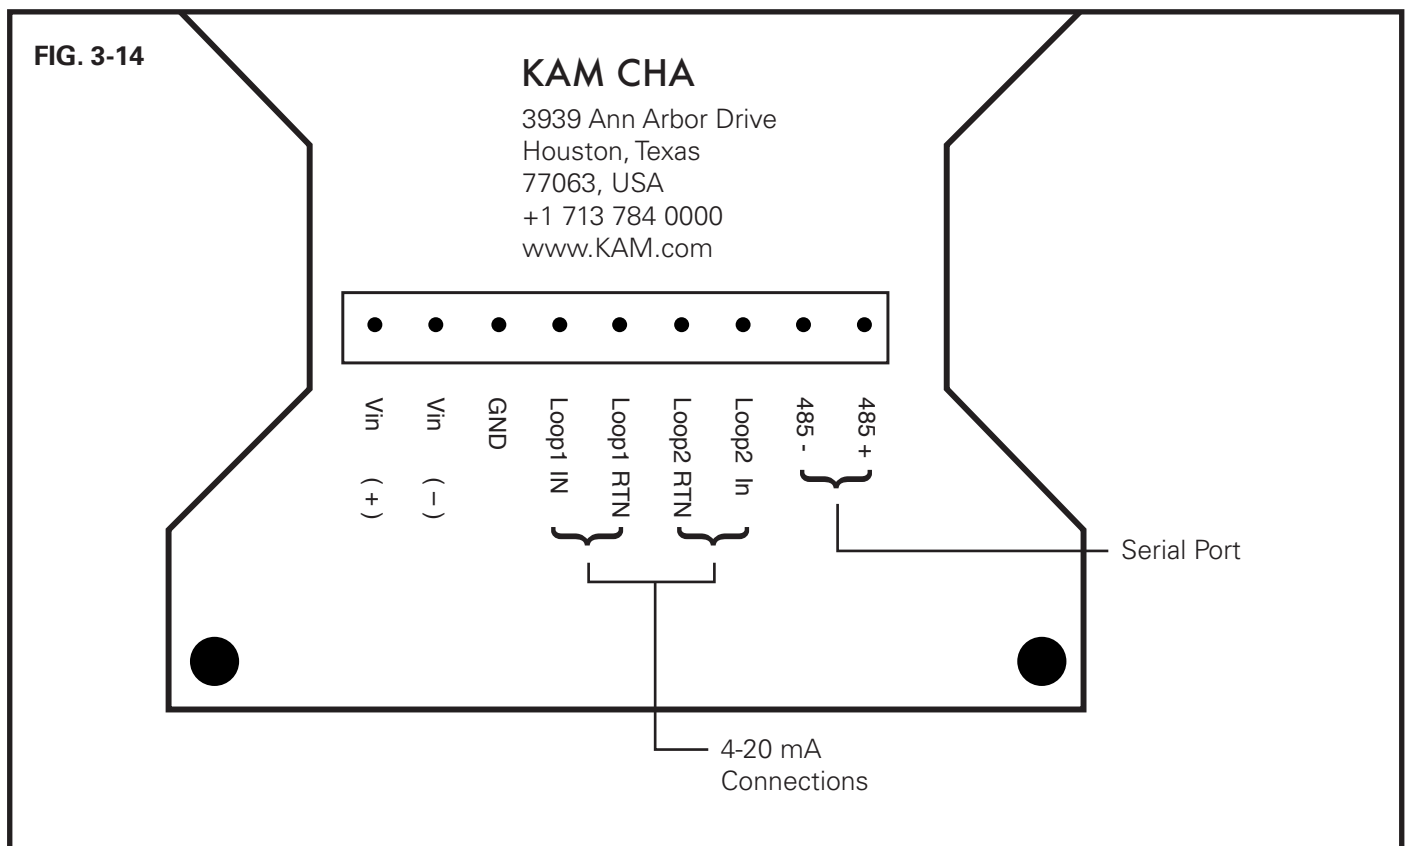 FIG. 3-14
KAM CHA
3939 Ann Arbor Drive
Houston, Texas
77063, USA
+1 713 784 0000
www.KAM.com
Vin (+)
Vin (−)
GND
Loop1 IN
Loop1 RTN
Loop2 RTN
Loop2 In
485 -
485 +
Serial Port
4-20 mA
Connections